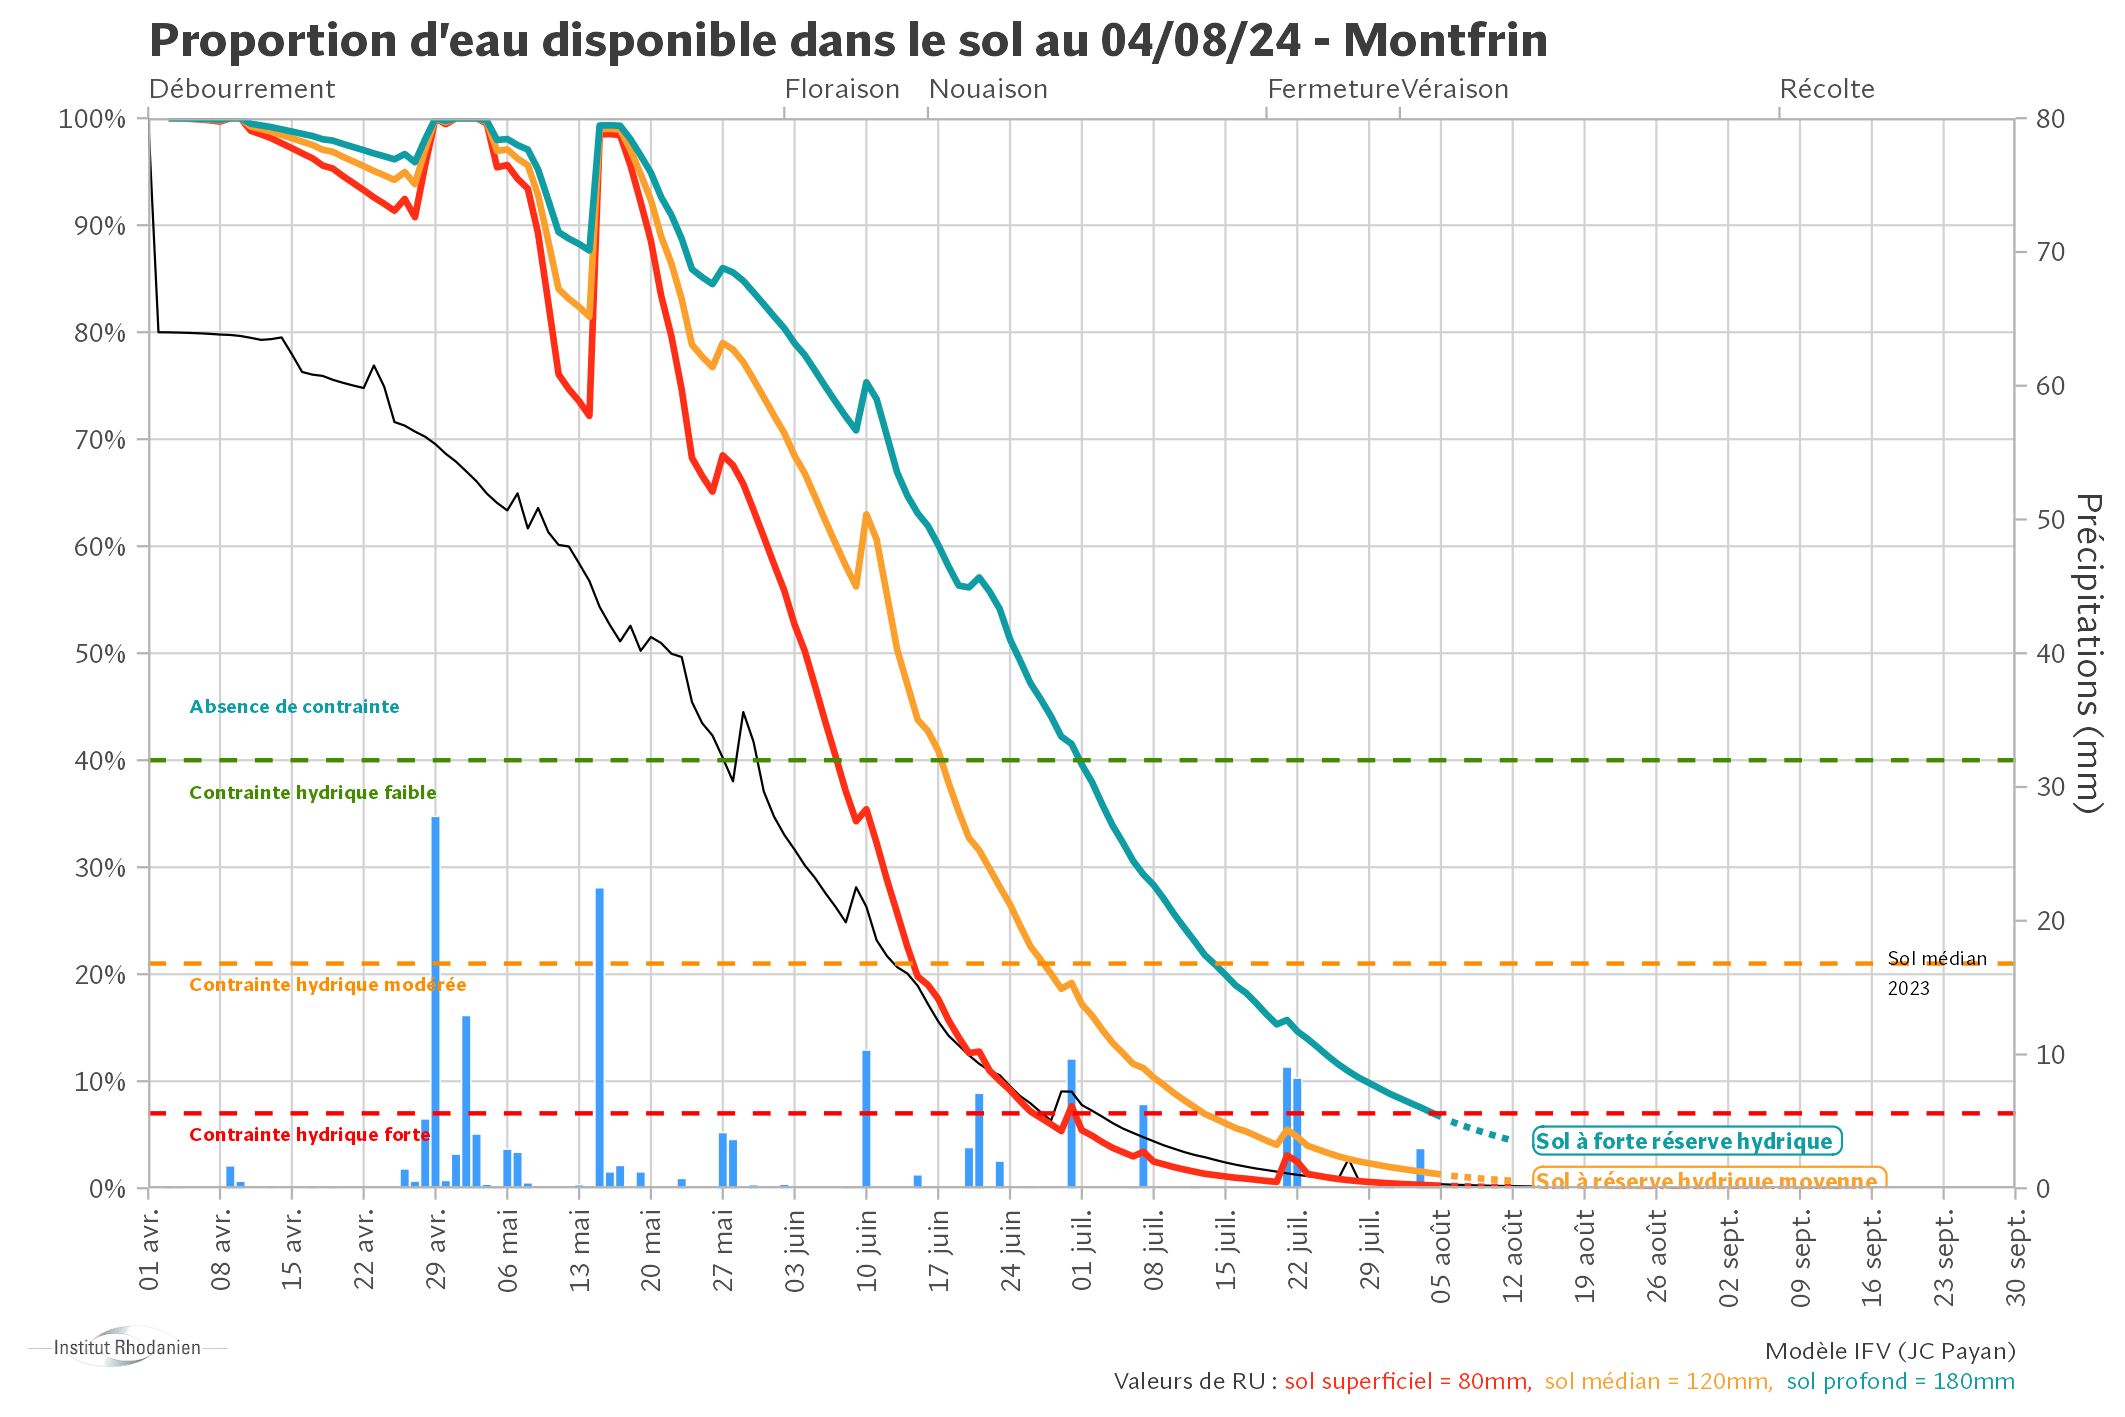 Proportion d'eau disponible dans le sol au 04/08/24 - Montfrin
Débourrement Floraison Nouaison Fermeture Véraison Récolte
100% 80
90%
70
80%
60
70%
50
60%
50% 40
Précipitations (mm)
Absence de contrainte
40%
Contrainte hydrique faible
30
30%
20
Sol médian
20%
Contrainte hydrique modérée
2023
10
10%
Contrainte hydrique forte
Sol à forte réserve hydrique
Sol à réserve hydrique moyenne
0% 0
01 avr. 08 avr. 15 avr. 22 avr. 29 avr. 06 mai 13 mai 20 mai 27 mai 03 juin 10 juin 17 juin 24 juin 01 juil. 08 juil. 15 juil. 22 juil. 29 juil. 05 août 12 août 19 août 26 août 02 sept. 09 sept. 16 sept. 23 sept. 30 sept.
Institut Rhodanien
Modèle IFV (JC Payan)
Valeurs de RU : sol superficiel = 80mm, sol médian = 120mm, sol profond = 180mm